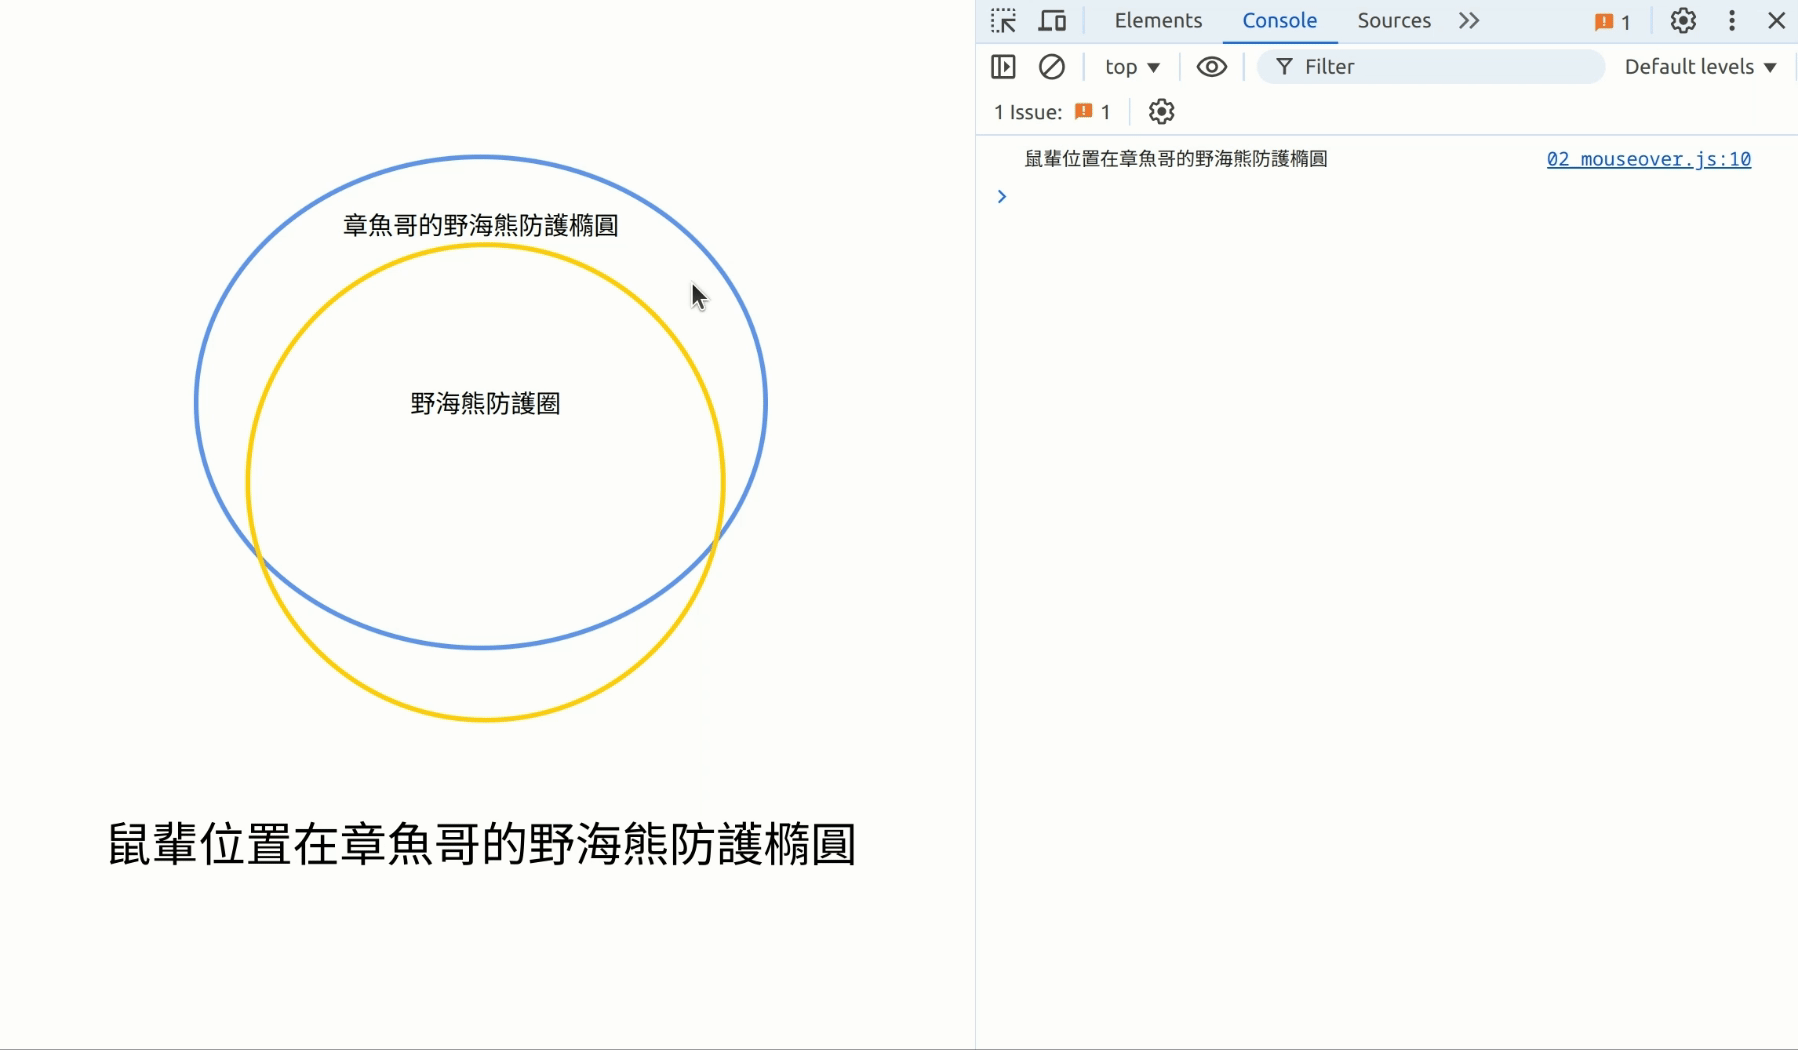 章魚哥的野海熊防護橢圓
野海熊防護圈
鼠輩位置在章魚哥的野海熊防護橢圓
Elements Console Sources 1
top Filter Default levels
1 Issue: 1
鼠輩位置在章魚哥的野海熊防護橢圓 02 mouseover.js:10